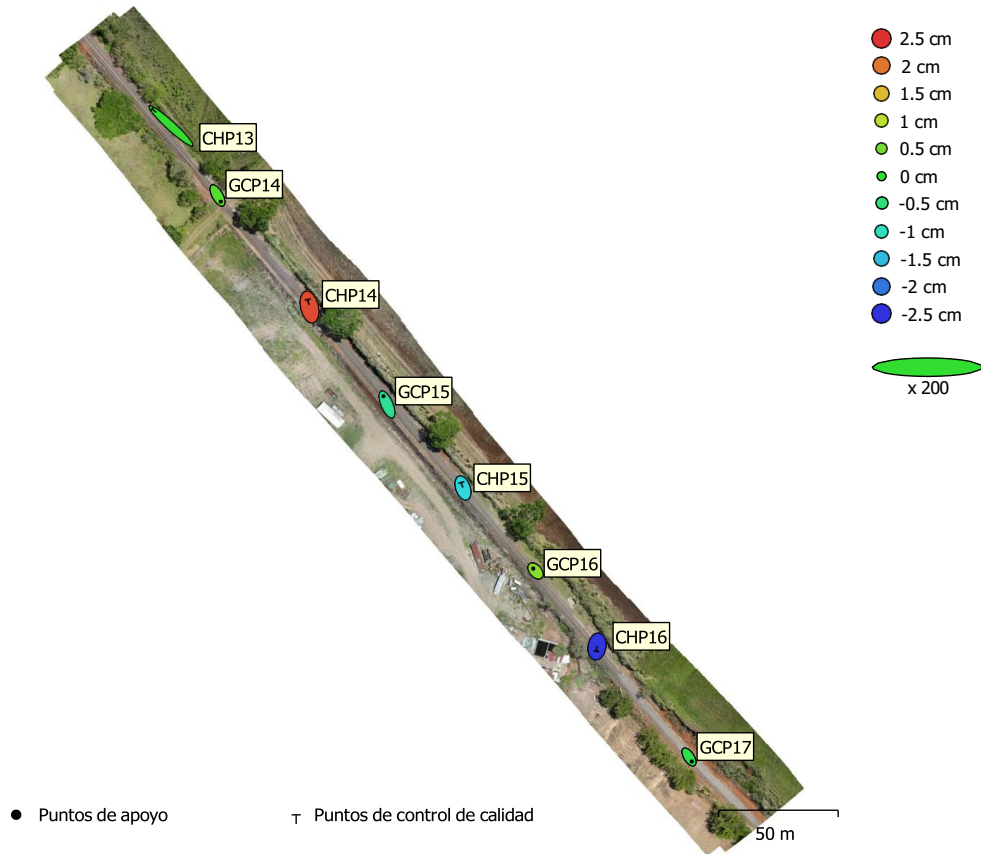 2.5 cm
2 cm
1.5 cm
1 cm
0.5 cm
0 cm
-0.5 cm
-1 cm
-1.5 cm
-2 cm
-2.5 cm
x 200
CHP13
GCP14
CHP14
GCP15
CHP15
GCP16
CHP16
GCP17
Puntos de apoyo
Puntos de control de calidad
50 m